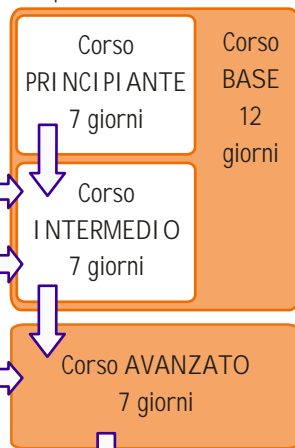 Corso
PRINCIPIANTE
7 giorni
Corso
BASE
12
giorni
Corso
INTERMEDIO
7 giorni
Corso AVANZATO
7 giorni